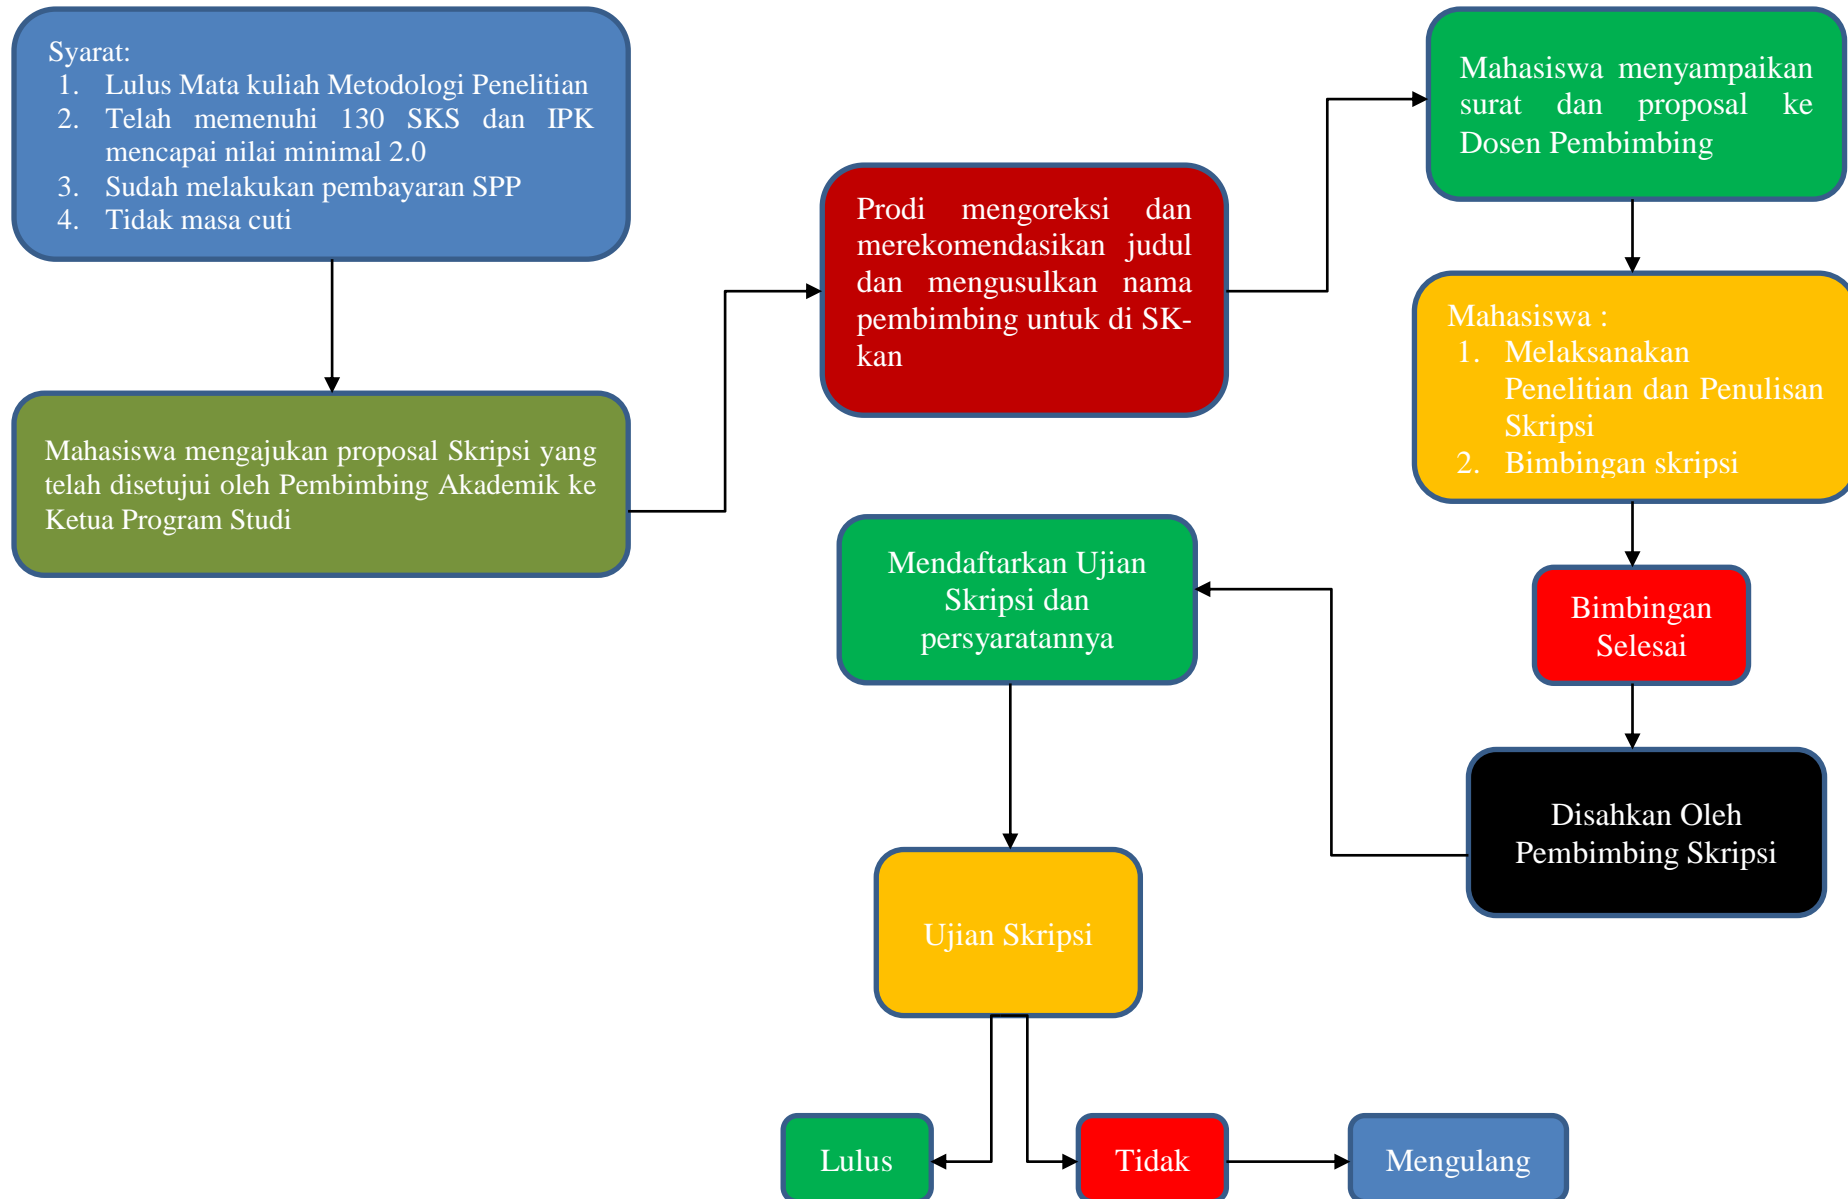 Syarat:
1. Lulus Mata kuliah Metodologi Penelitian
2. Telah memenuhi 130 SKS dan IPK
mencapai nilai minimal 2.0
3. Sudah melakukan pembayaran SPP
4. Tidak masa cuti
Mahasiswa mengajukan proposal Skripsi yang
telah disetujui oleh Pembimbing Akademik ke
Ketua Program Studi
Prodi mengoreksi dan
merekomendasikan judul
dan mengusulkan nama
pembimbing untuk di SK-
kan
Mahasiswa menyampaikan
surat dan proposal ke
Dosen Pembimbing
Mahasiswa :
1. Melaksanakan
Penelitian dan Penulisan
Skripsi
2. Bimbingan skripsi
Bimbingan
Selesai
Disahkan Oleh
Pembimbing Skripsi
Mendaftarkan Ujian
Skripsi dan
persyaratannya
Ujian Skripsi
Lulus
Tidak
Mengulang